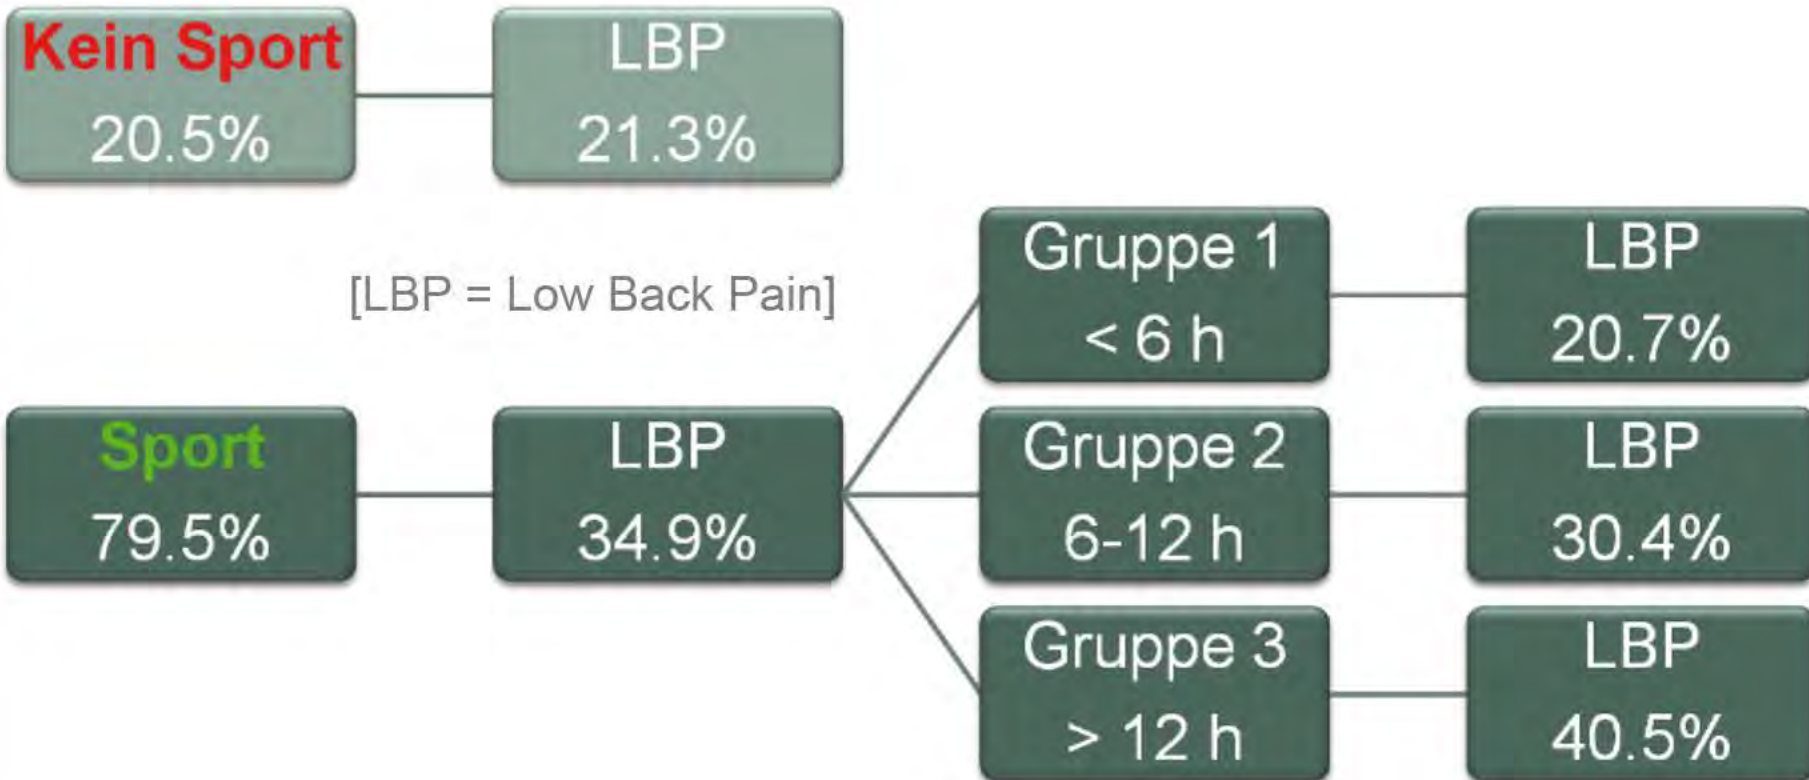 Kein Sport
20.5%
LBP
21.3%
[LBP = Low Back Pain]
Sport
79.5%
LBP
34.9%
Gruppe 1
< 6 h
LBP
20.7%
Gruppe 2
6-12 h
LBP
30.4%
Gruppe 3
> 12 h
LBP
40.5%